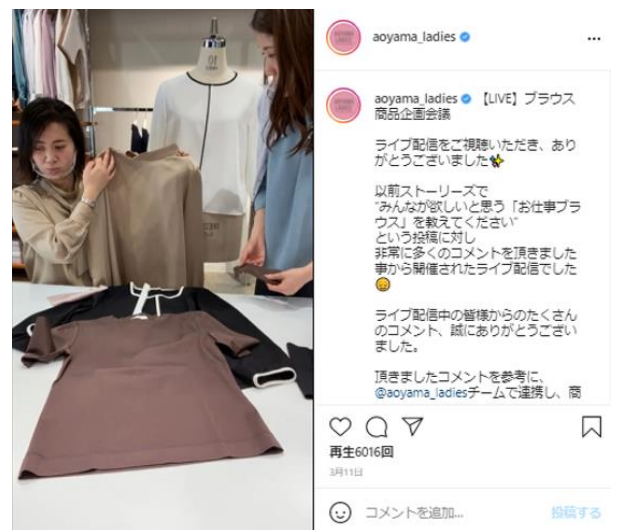 aoyama_ladies
aoyama_ladies 【LIVE】ブラウス
商品企画会議
ライブ配信をご視聴いただき、あり
がとうございました✨
以前ストーリーズで
"みんなが欲しいと思う「お仕事ブラ
ウス」を教えてください"
という投稿に対し
非常に多くのコメントを頂きました
事から開催されたライブ配信でした
ライブ配信中の皆様からのたくさん
のコメント、誠にありがとうござい
ました。
頂きましたコメントを参考に、
@aoyama_ladiesチームで連携し、商
再生6016回
3月11日
コメントを追加...
投稿する